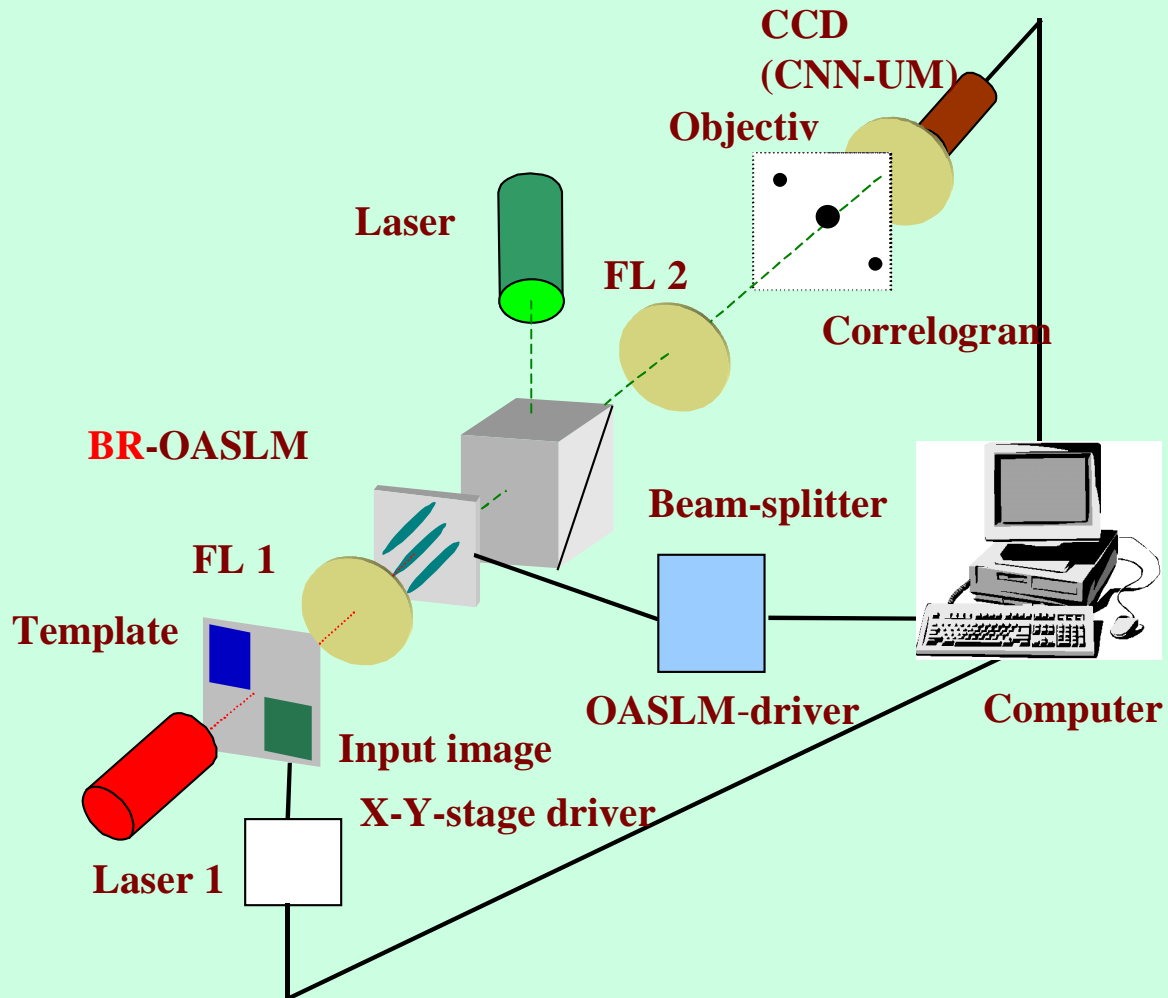 CCD
(CNN-UM)
Objectiv
Laser
FL 2
Correlogram
BR-OASLM
Beam-splitter
FL 1
Template
OASLM-driver
Computer
Input image
X-Y-stage driver
Laser 1